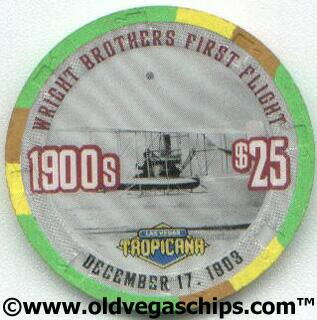 WRIGHT BROTHERS FIRST FLIGHT
1900s
$25
LAS VEGAS
TROPICANA
DECEMBER 17, 1903
©www.oldvegaschips.com™